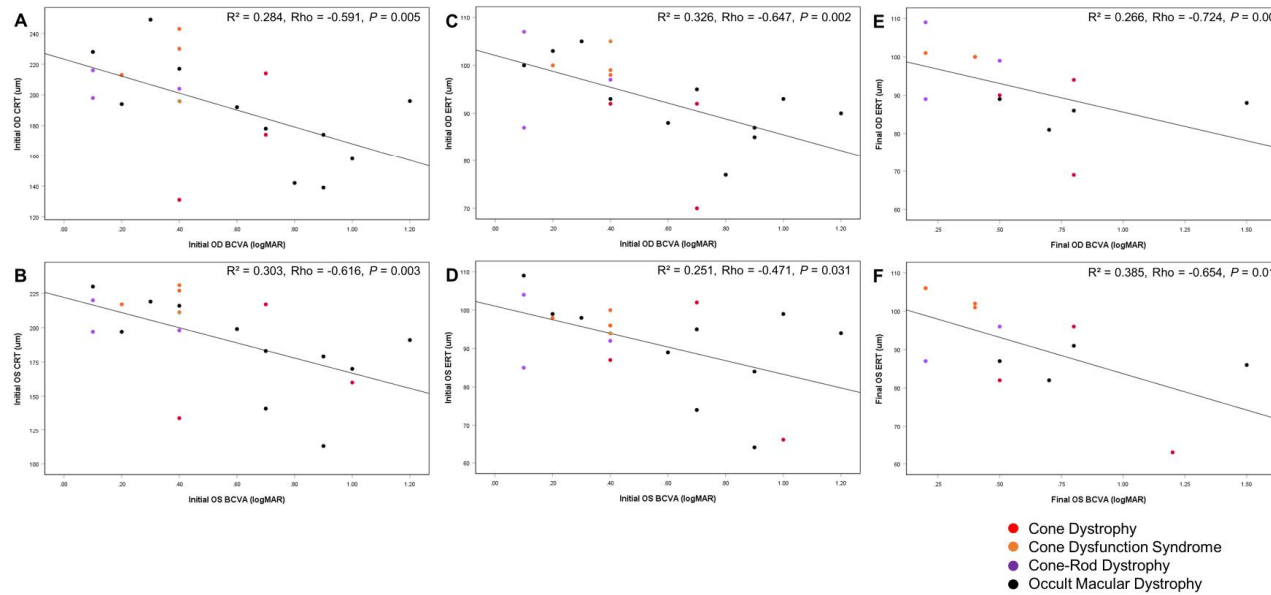 A
R² = 0.284, Rho = -0.591, P = 0.005
Initial OD CRT (um)
240
220
200
180
160
140
120
.00 .20 .40 .60 .80 1.00 1.20
Initial OD BCVA (logMAR)
C
R² = 0.326, Rho = -0.647, P = 0.002
Initial OD ERT (um)
110
100
90
80
70
.00 .20 .40 .60 .80 1.00 1.20
Initial OD BCVA (logMAR)
E
R² = 0.266, Rho = -0.724, P = 0.00
Final OD ERT (um)
110
100
90
80
70
60
.25 .50 .75 1.00 1.25 1.50
Final OD BCVA (logMAR)
B
R² = 0.303, Rho = -0.616, P = 0.003
Initial OS CRT (um)
225
200
175
150
125
100
.00 .20 .40 .60 .80 1.00 1.20
Initial OS BCVA (logMAR)
D
R² = 0.251, Rho = -0.471, P = 0.031
Initial OS ERT (um)
110
100
90
80
70
60
.00 .20 .40 .60 .80 1.00 1.20
Initial OS BCVA (logMAR)
F
R² = 0.385, Rho = -0.654, P = 0.01
Final OS ERT (um)
110
100
90
80
70
60
.25 .50 .75 1.00 1.25 1.50
Final OS BCVA (logMAR)
Cone Dystrophy
Cone Dysfunction Syndrome
Cone-Rod Dystrophy
Occult Macular Dystrophy